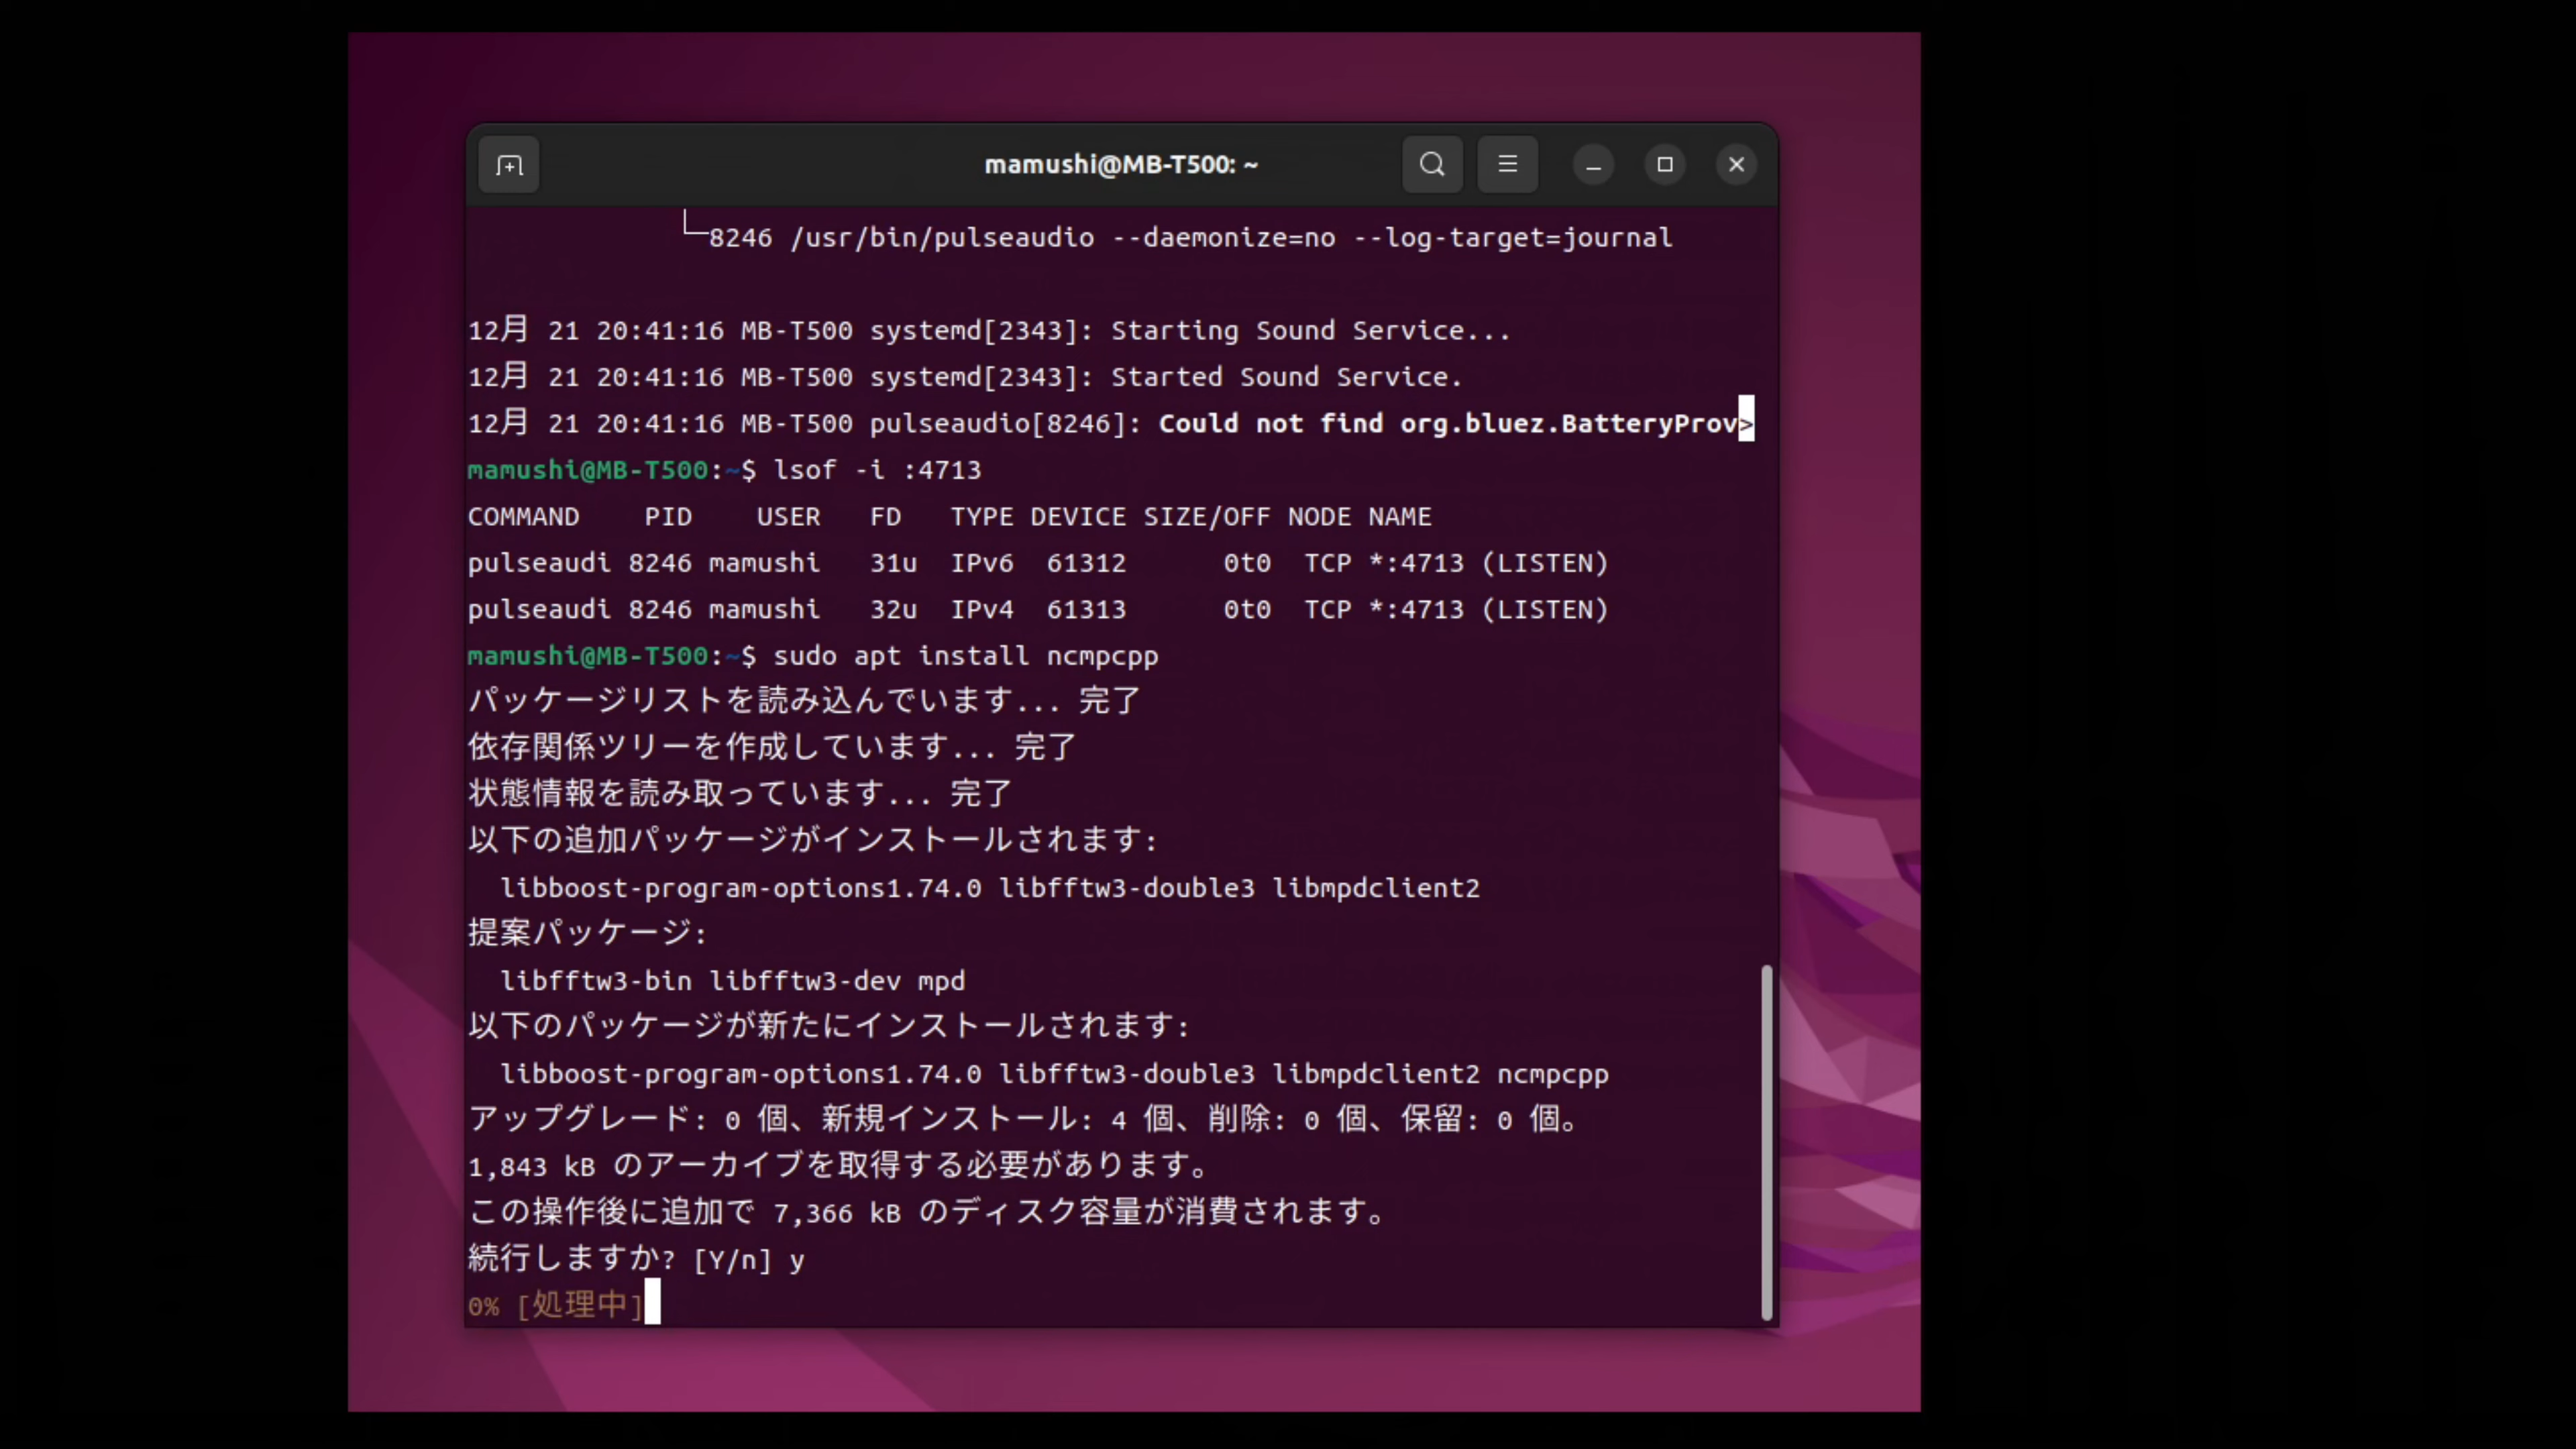 mamushi@MB-T500: ~
└─8246 /usr/bin/pulseaudio --daemonize=no --log-target=journal
12月 21 20:41:16 MB-T500 systemd[2343]: Starting Sound Service...
12月 21 20:41:16 MB-T500 systemd[2343]: Started Sound Service.
12月 21 20:41:16 MB-T500 pulseaudio[8246]: Could not find org.bluez.BatteryProv>
mamushi@MB-T500:~$ lsof -i :4713
COMMAND    PID    USER   FD   TYPE DEVICE SIZE/OFF NODE NAME
pulseaudi 8246 mamushi   31u  IPv6  61312      0t0  TCP *:4713 (LISTEN)
pulseaudi 8246 mamushi   32u  IPv4  61313      0t0  TCP *:4713 (LISTEN)
mamushi@MB-T500:~$ sudo apt install ncmpcpp
パッケージリストを読み込んでいます... 完了
依存関係ツリーを作成しています... 完了
状態情報を読み取っています... 完了
以下の追加パッケージがインストールされます:
  libboost-program-options1.74.0 libfftw3-double3 libmpdclient2
提案パッケージ:
  libfftw3-bin libfftw3-dev mpd
以下のパッケージが新たにインストールされます:
  libboost-program-options1.74.0 libfftw3-double3 libmpdclient2 ncmpcpp
アップグレード: 0 個、新規インストール: 4 個、削除: 0 個、保留: 0 個。
1,843 kB のアーカイブを取得する必要があります。
この操作後に追加で 7,366 kB のディスク容量が消費されます。
続行しますか? [Y/n] y
0% [処理中]